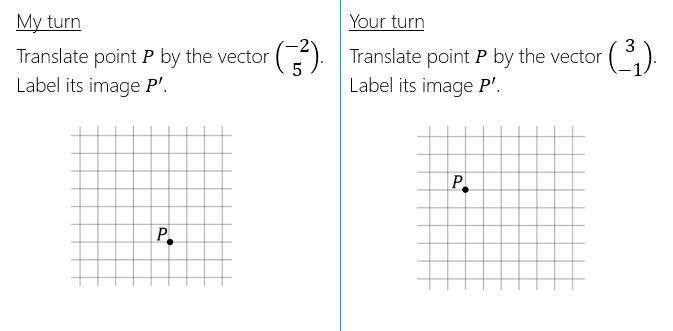 My turn
Translate point P by the vector (−2 5).
Label its image P′.
P
Your turn
Translate point P by the vector (3 −1).
Label its image P′.
P